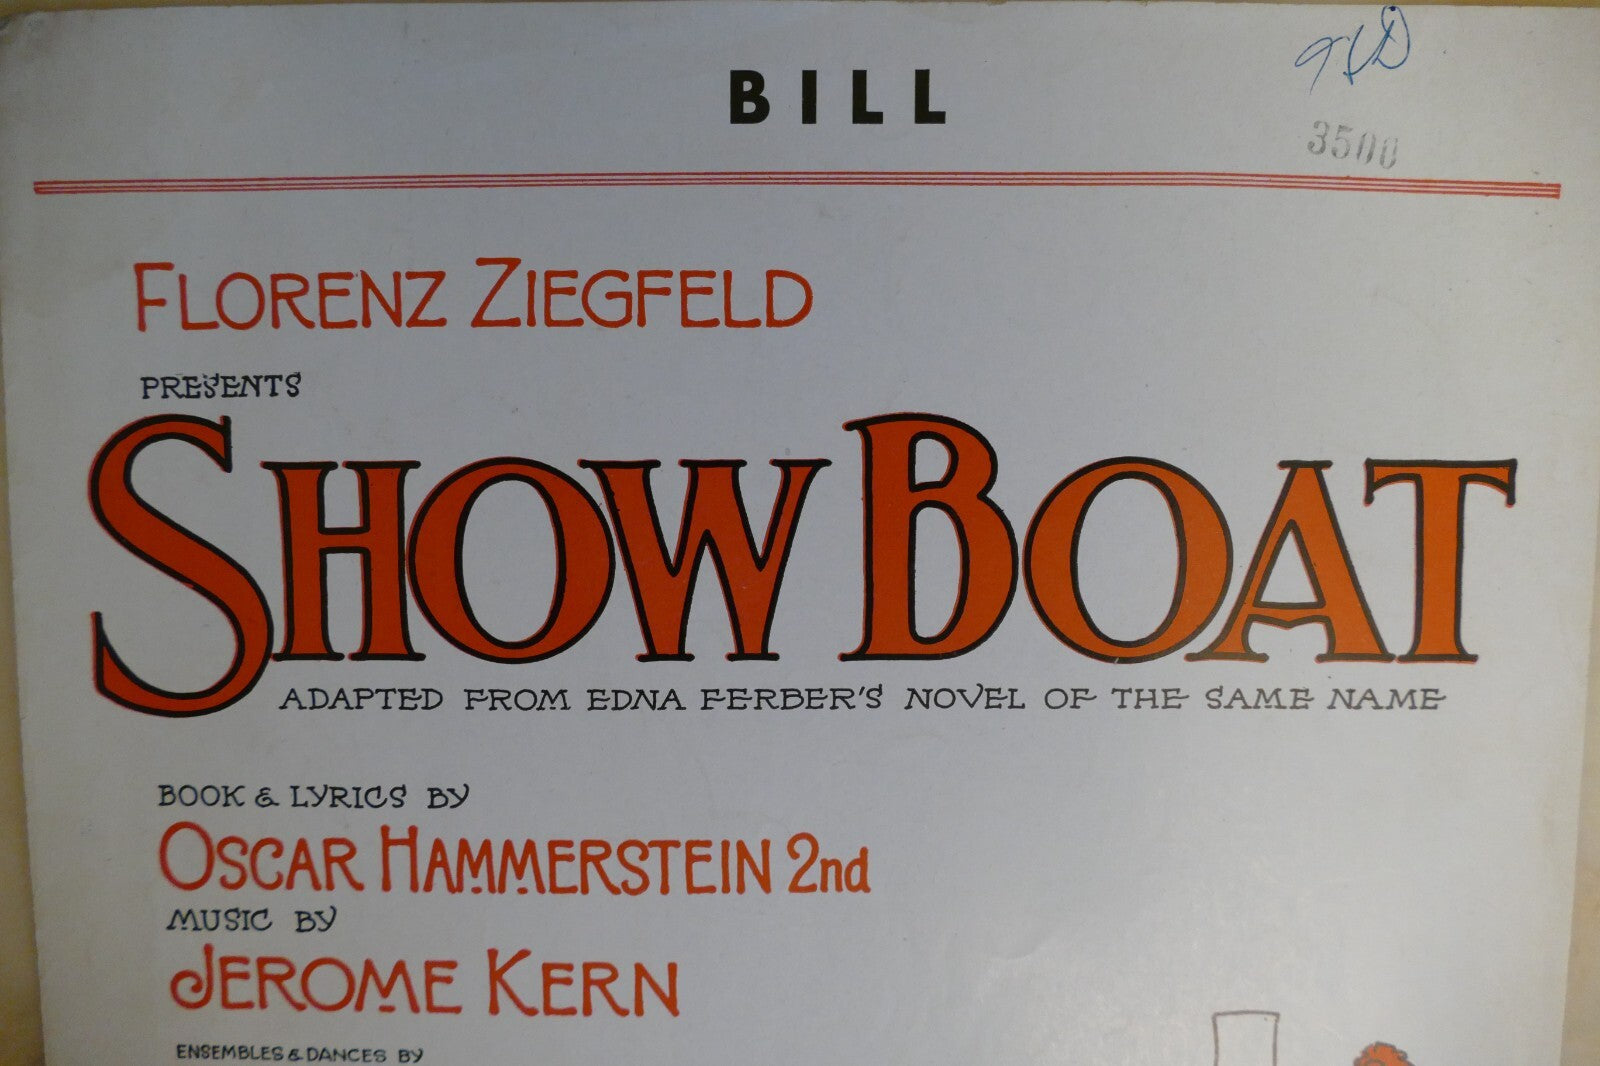 BILL
3500
FLORENZ ZIEGFELD
PRESENTS
SHOW BOAT
ADAPTED FROM EDNA FERBER'S NOVEL OF THE SAME NAME
BOOK & LYRICS BY
OSCAR HAMMERSTEIN 2nd
MUSIC BY
JEROME KERN
ENSEMBLES & DANCES BY